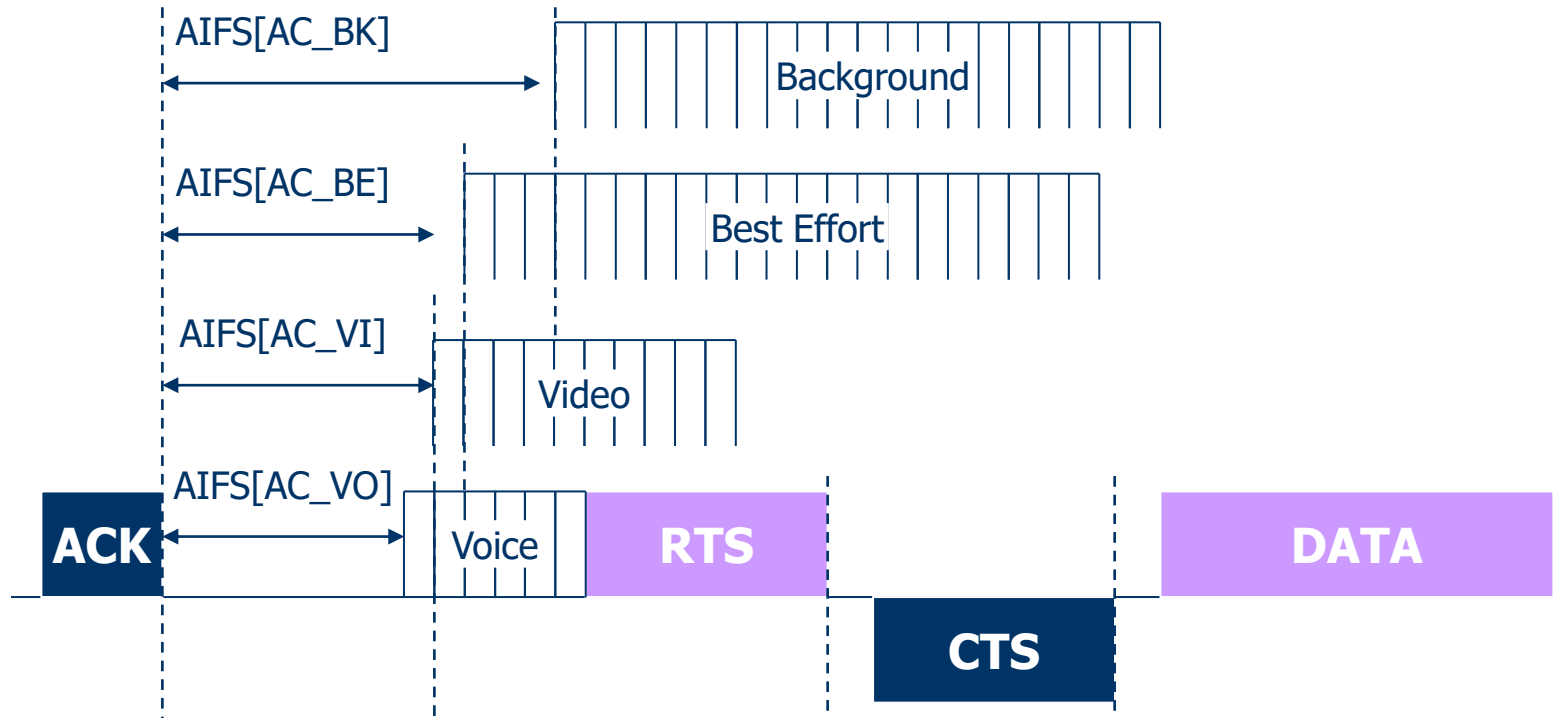 AIFS[AC_BK]
Background
AIFS[AC_BE]
Best Effort
AIFS[AC_VI]
Video
AIFS[AC_VO]
ACK
Voice
RTS
DATA
CTS